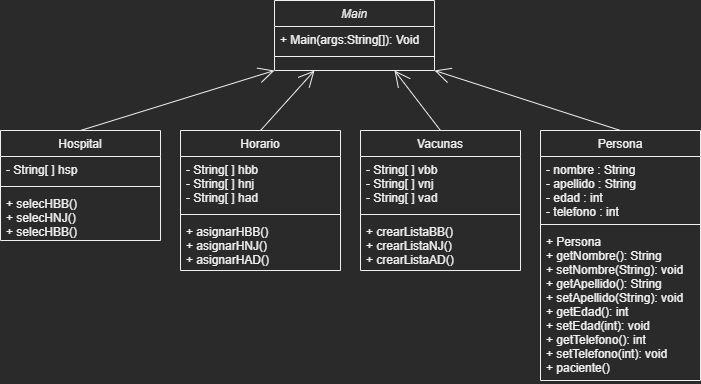 Main
+ Main(args:String[]): Void
Hospital
- String[ ] hsp
+ selecHBB()
+ selecHNJ()
+ selecHBB()
Horario
- String[ ] hbb
- String[ ] hnj
- String[ ] had
+ asignarHBB()
+ asignarHNJ()
+ asignarHAD()
Vacunas
- String[ ] vbb
- String[ ] vnj
- String[ ] vad
+ crearListaBB()
+ crearListaNJ()
+ crearListaAD()
Persona
- nombre : String
- apellido : String
- edad : int
- telefono : int
+ Persona
+ getNombre(): String
+ setNombre(String): void
+ getApellido(): String
+ setApellido(String): void
+ getEdad(): int
+ setEdad(int): void
+ getTelefono(): int
+ setTelefono(int): void
+ paciente()